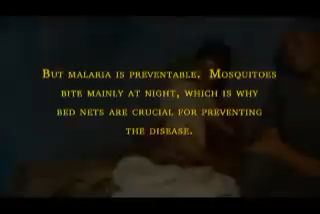 But malaria is preventable.  Mosquitoes
bite mainly at night, which is why
bed nets are crucial for preventing
the disease.